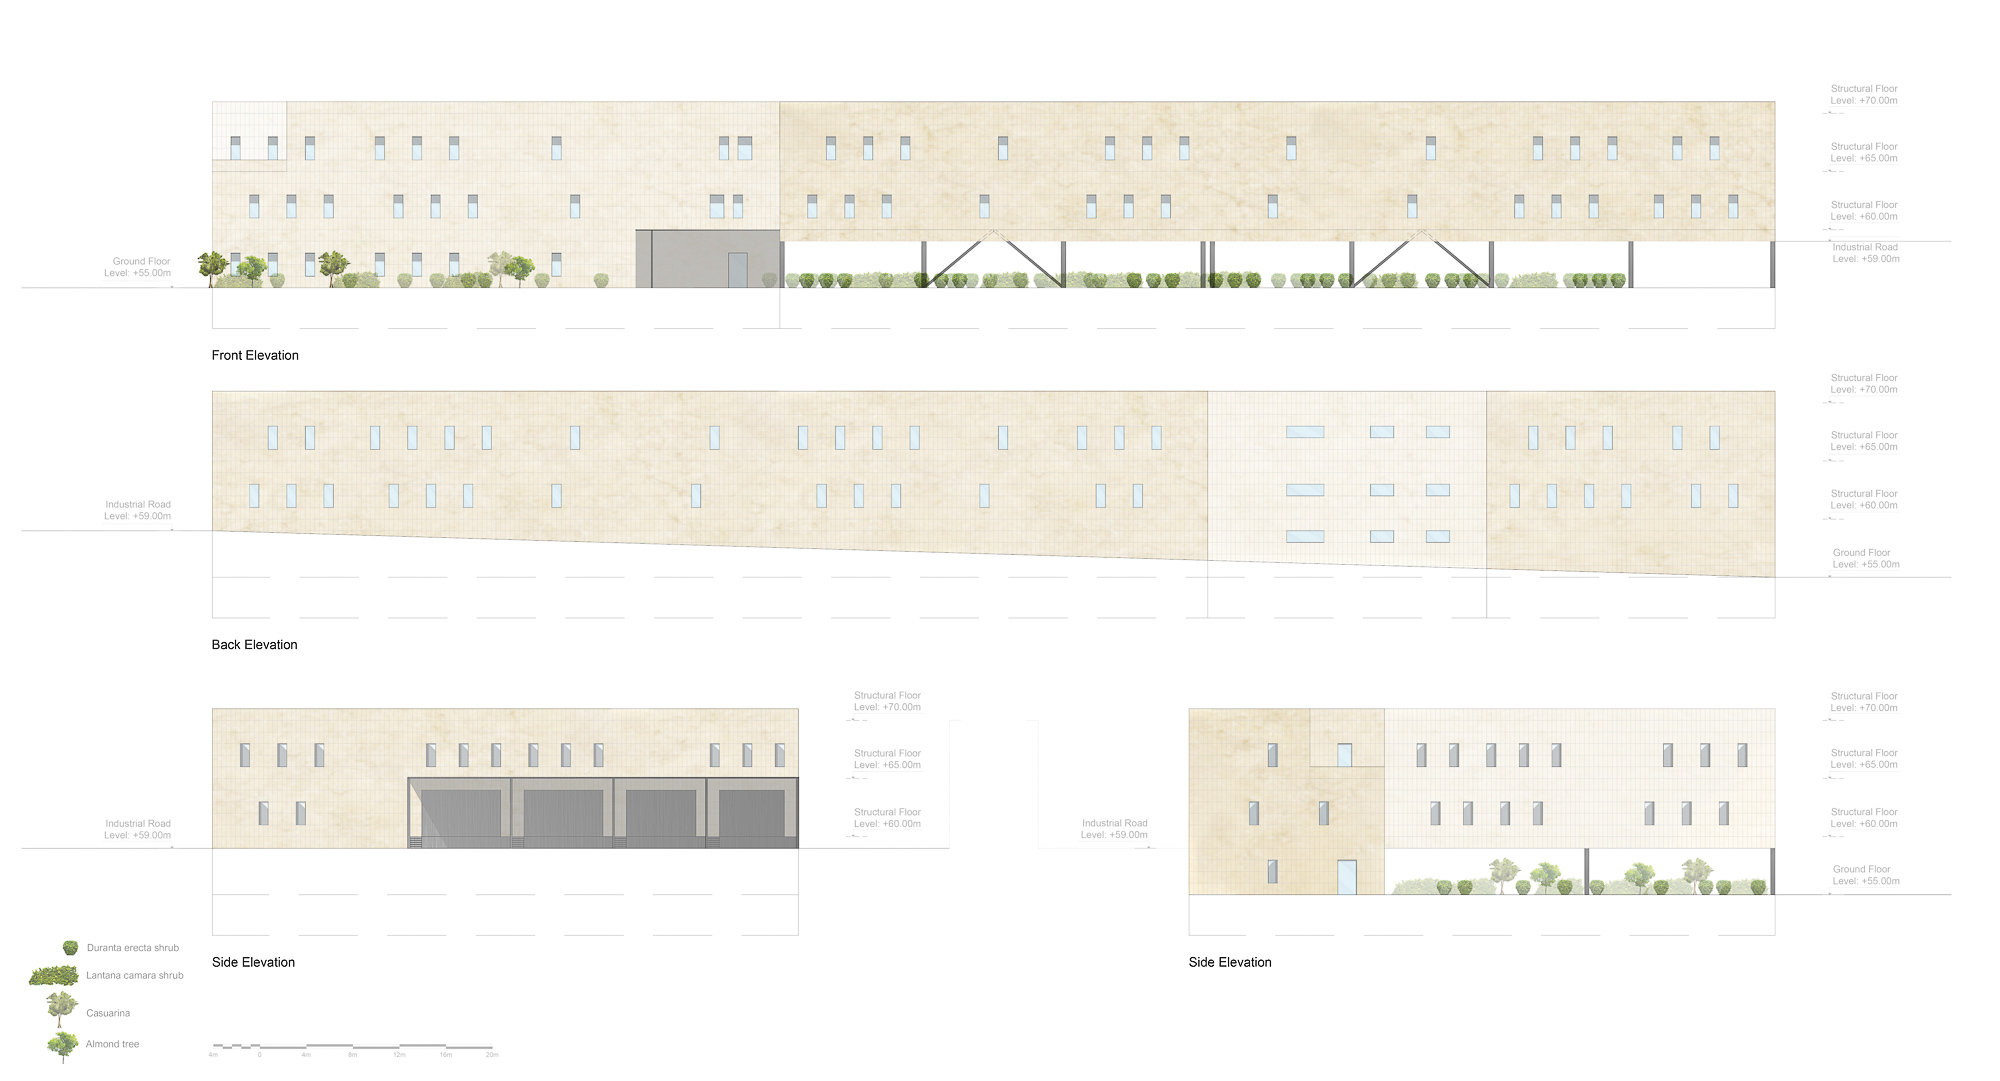 Structural Floor
Level: +70.00m
Structural Floor
Level: +65.00m
Structural Floor
Level: +60.00m
Industrial Road
Level: +59.00m
Ground Floor
Level: +55.00m
Front Elevation
Structural Floor
Level: +70.00m
Structural Floor
Level: +65.00m
Structural Floor
Level: +60.00m
Industrial Road
Level: +59.00m
Ground Floor
Level: +55.00m
Back Elevation
Structural Floor
Level: +70.00m
Structural Floor
Level: +65.00m
Structural Floor
Level: +60.00m
Industrial Road
Level: +59.00m
Side Elevation
Structural Floor
Level: +70.00m
Structural Floor
Level: +65.00m
Structural Floor
Level: +60.00m
Industrial Road
Level: +59.00m
Ground Floor
Level: +55.00m
Side Elevation
Duranta erecta shrub
Lantana camara shrub
Casuarina
Almond tree
4m 0 4m 8m 12m 16m 20m